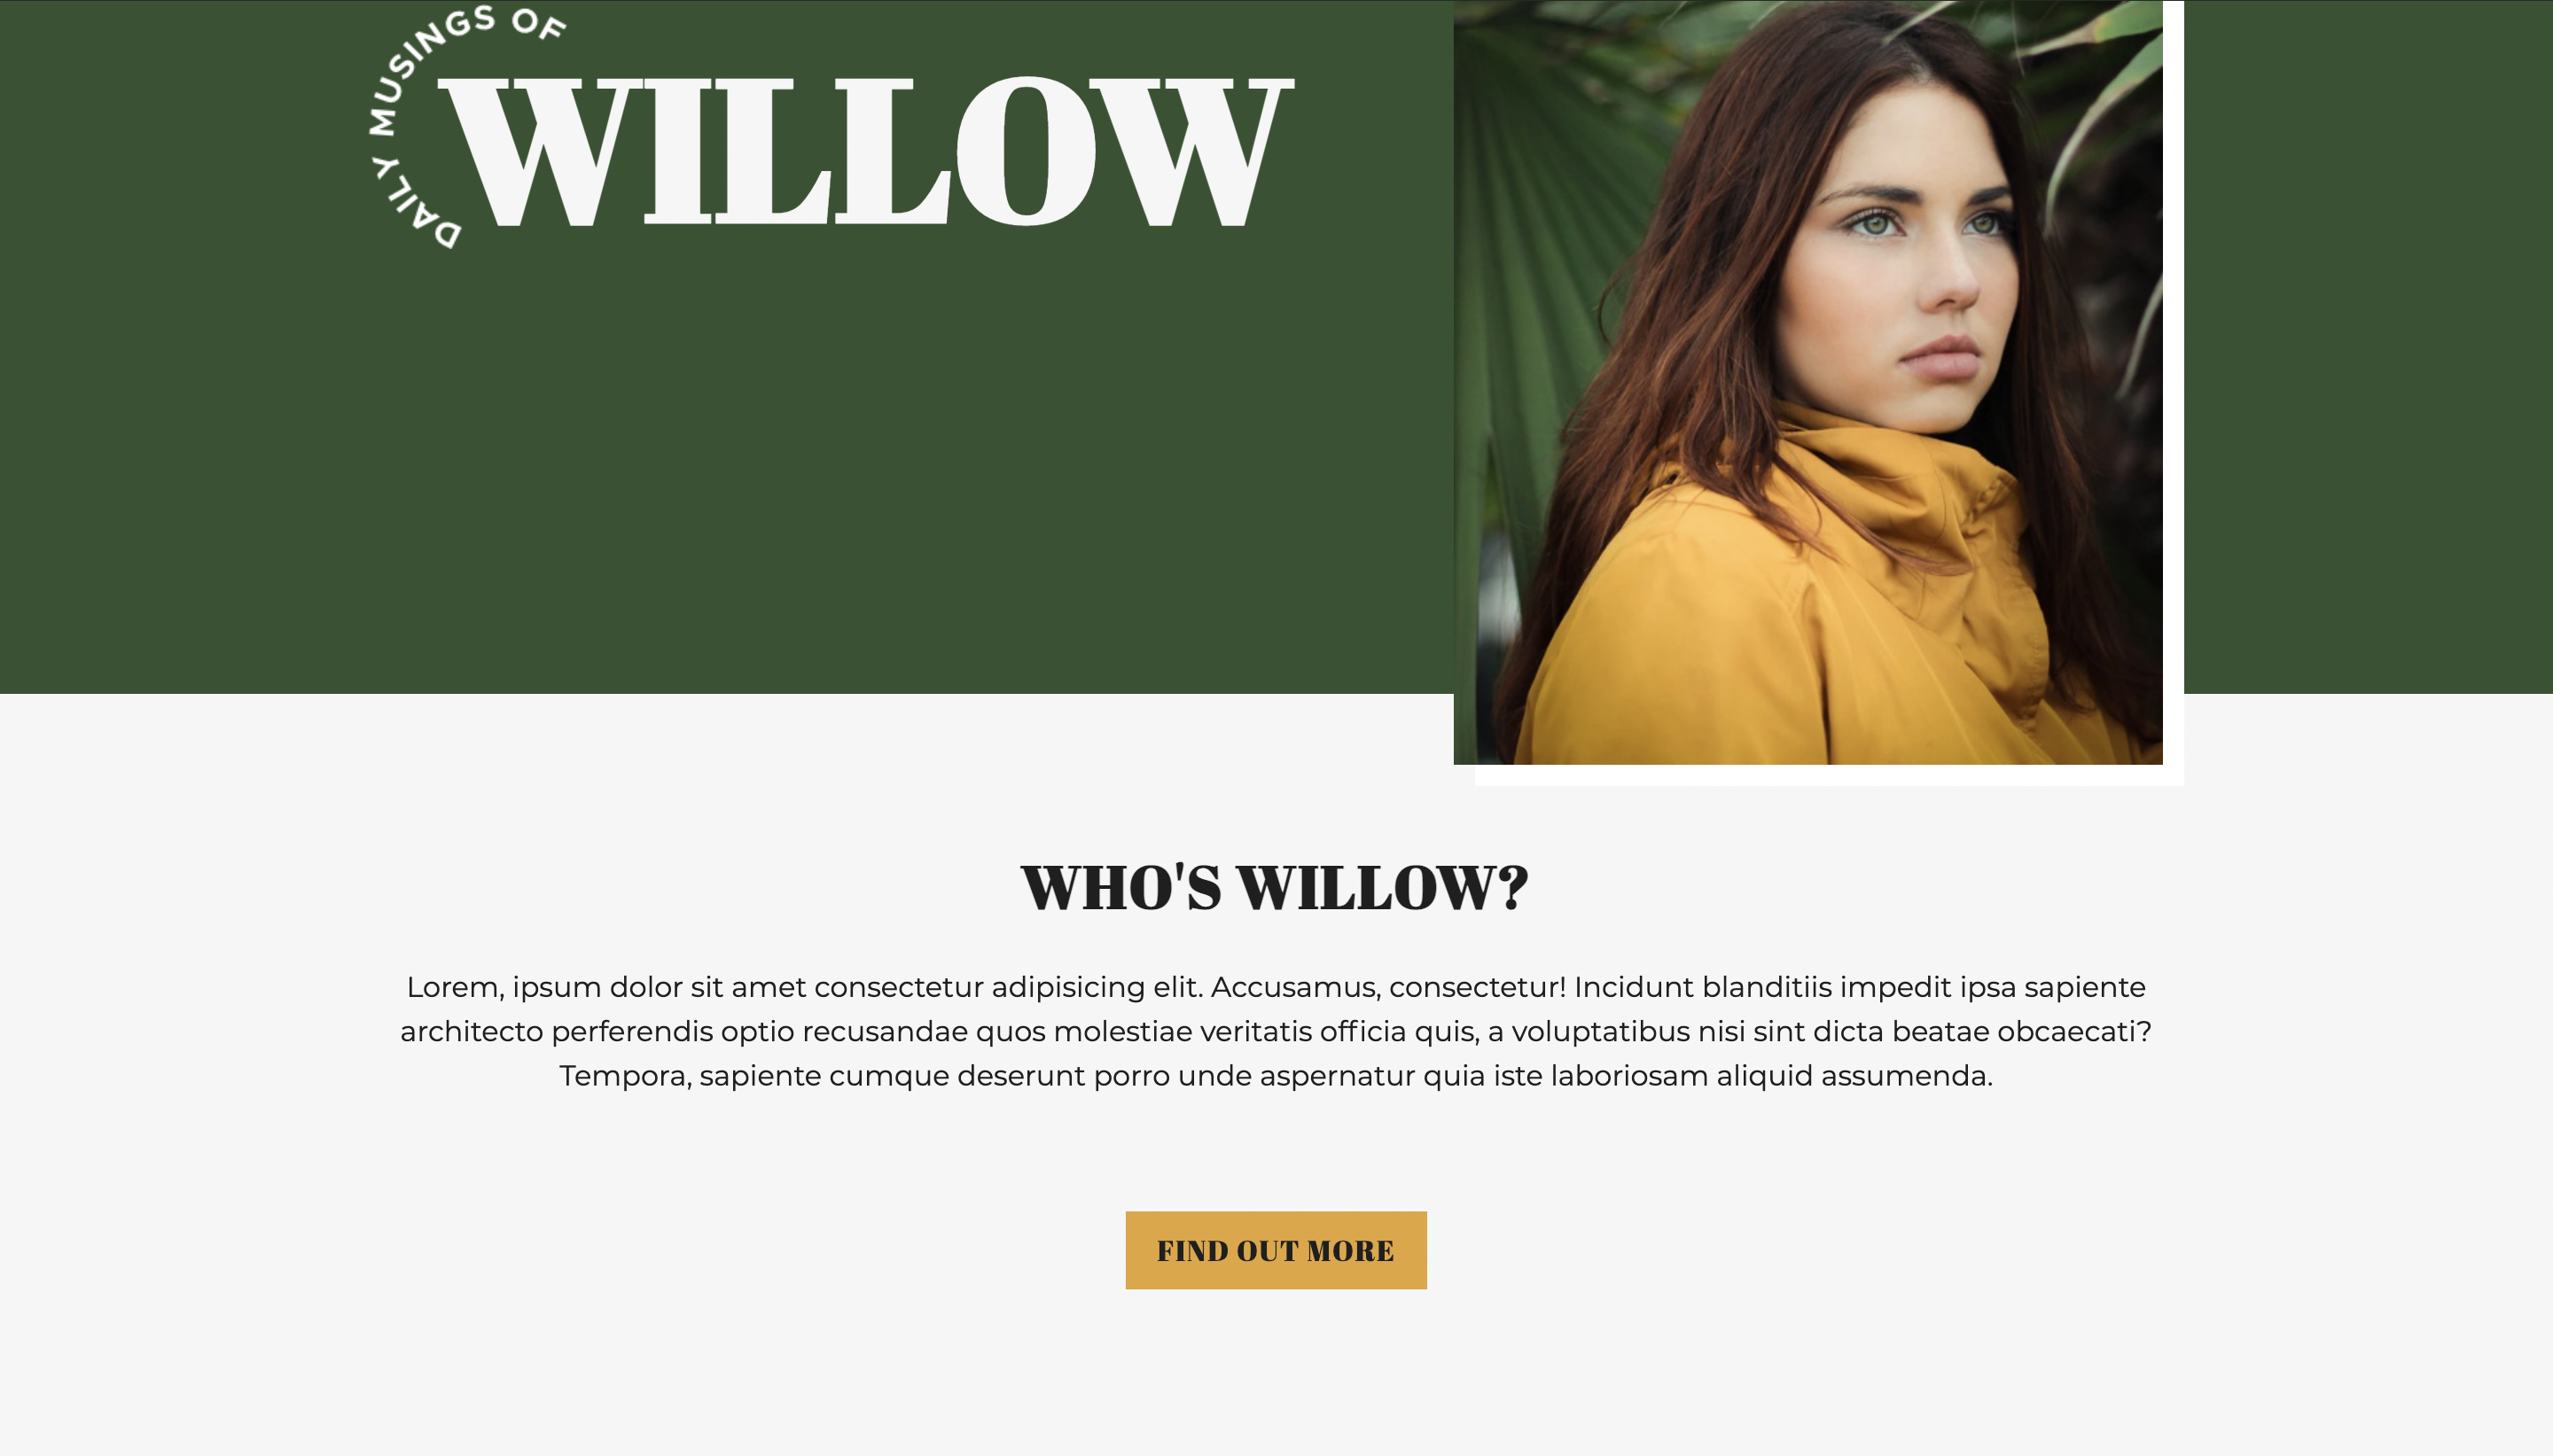 DAILY MUSINGS OF
WILLOW
WHO'S WILLOW?
Lorem, ipsum dolor sit amet consectetur adipisicing elit. Accusamus, consectetur! Incidunt blanditiis impedit ipsa sapiente
architecto perferendis optio recusandae quos molestiae veritatis officia quis, a voluptatibus nisi sint dicta beatae obcaecati?
Tempora, sapiente cumque deserunt porro unde aspernatur quia iste laboriosam aliquid assumenda.
FIND OUT MORE